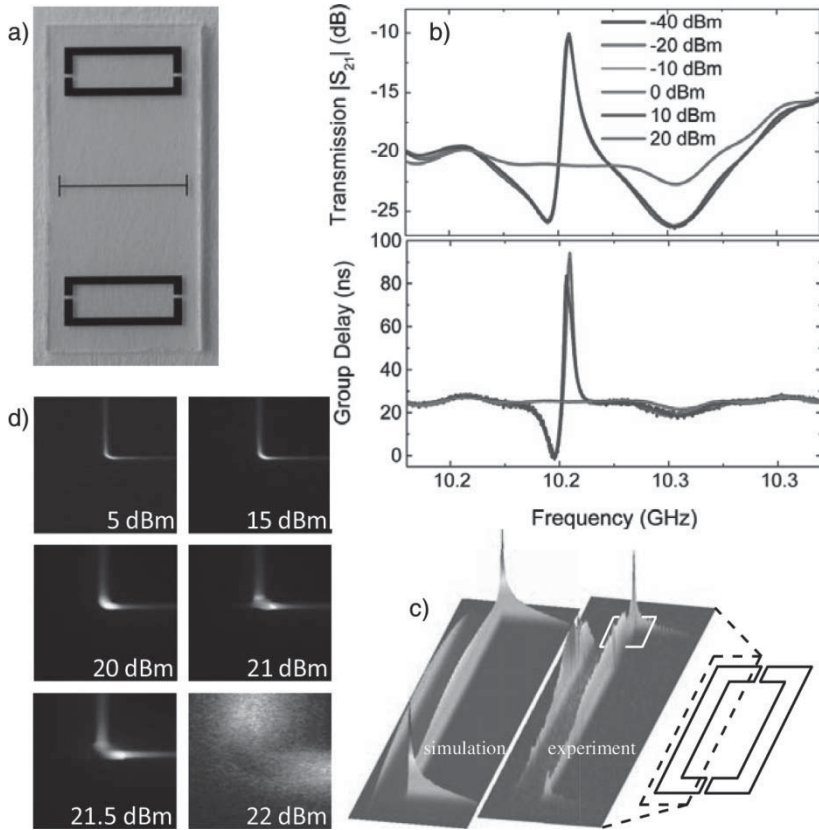 a)
b)
Transmission |S21| (dB)
-10
-15
-20
-25
-40 dBm
-20 dBm
-10 dBm
0 dBm
10 dBm
20 dBm
Group Delay (ns)
100
80
60
40
20
0
10.2
10.2
10.3
10.3
Frequency (GHz)
d)
5 dBm
15 dBm
20 dBm
21 dBm
21.5 dBm
22 dBm
c)
simulation
experiment